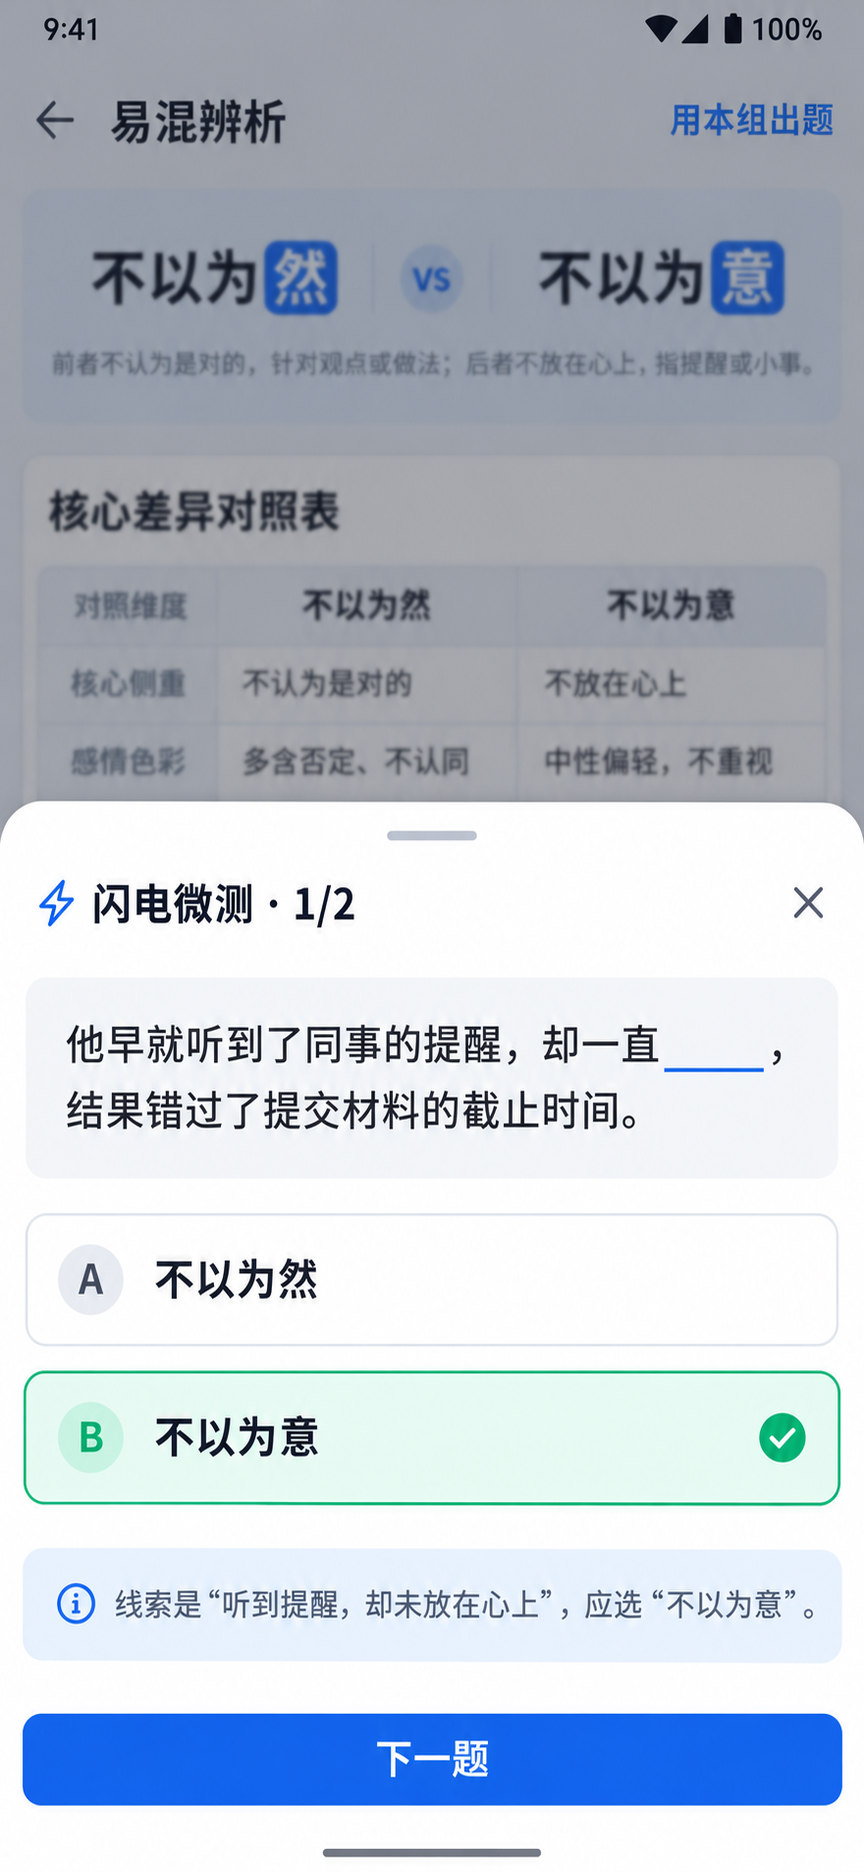 9:41 100%
易混辨析 用本组出题
不以为然 VS 不以为意
前者不认为是对的，针对观点或做法；后者不放在心上，指提醒或小事。
核心差异对照表
对照维度 不以为然 不以为意
核心侧重 不认为是对的 不放在心上
感情色彩 多含否定、不认同 中性偏轻，不重视
闪电微测 · 1/2
他早就听到了同事的提醒，却一直____，
结果错过了提交材料的截止时间。
A 不以为然
B 不以为意
线索是“听到提醒，却未放在心上”，应选“不以为意”。
下一题